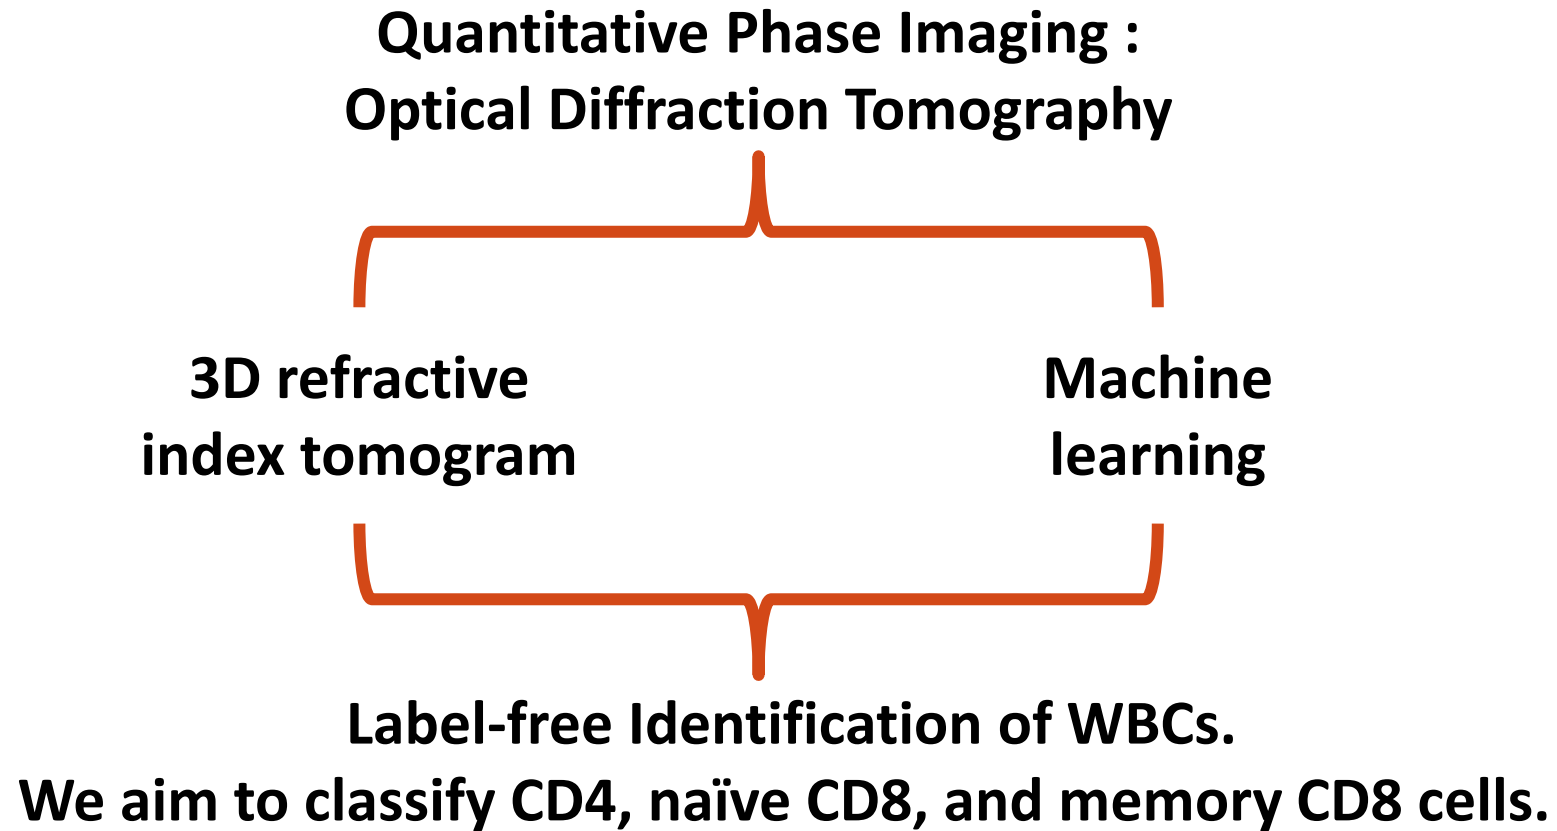 Quantitative Phase Imaging :
Optical Diffraction Tomography
3D refractive
index tomogram
Machine
learning
Label-free Identification of WBCs.
We aim to classify CD4, naïve CD8, and memory CD8 cells.